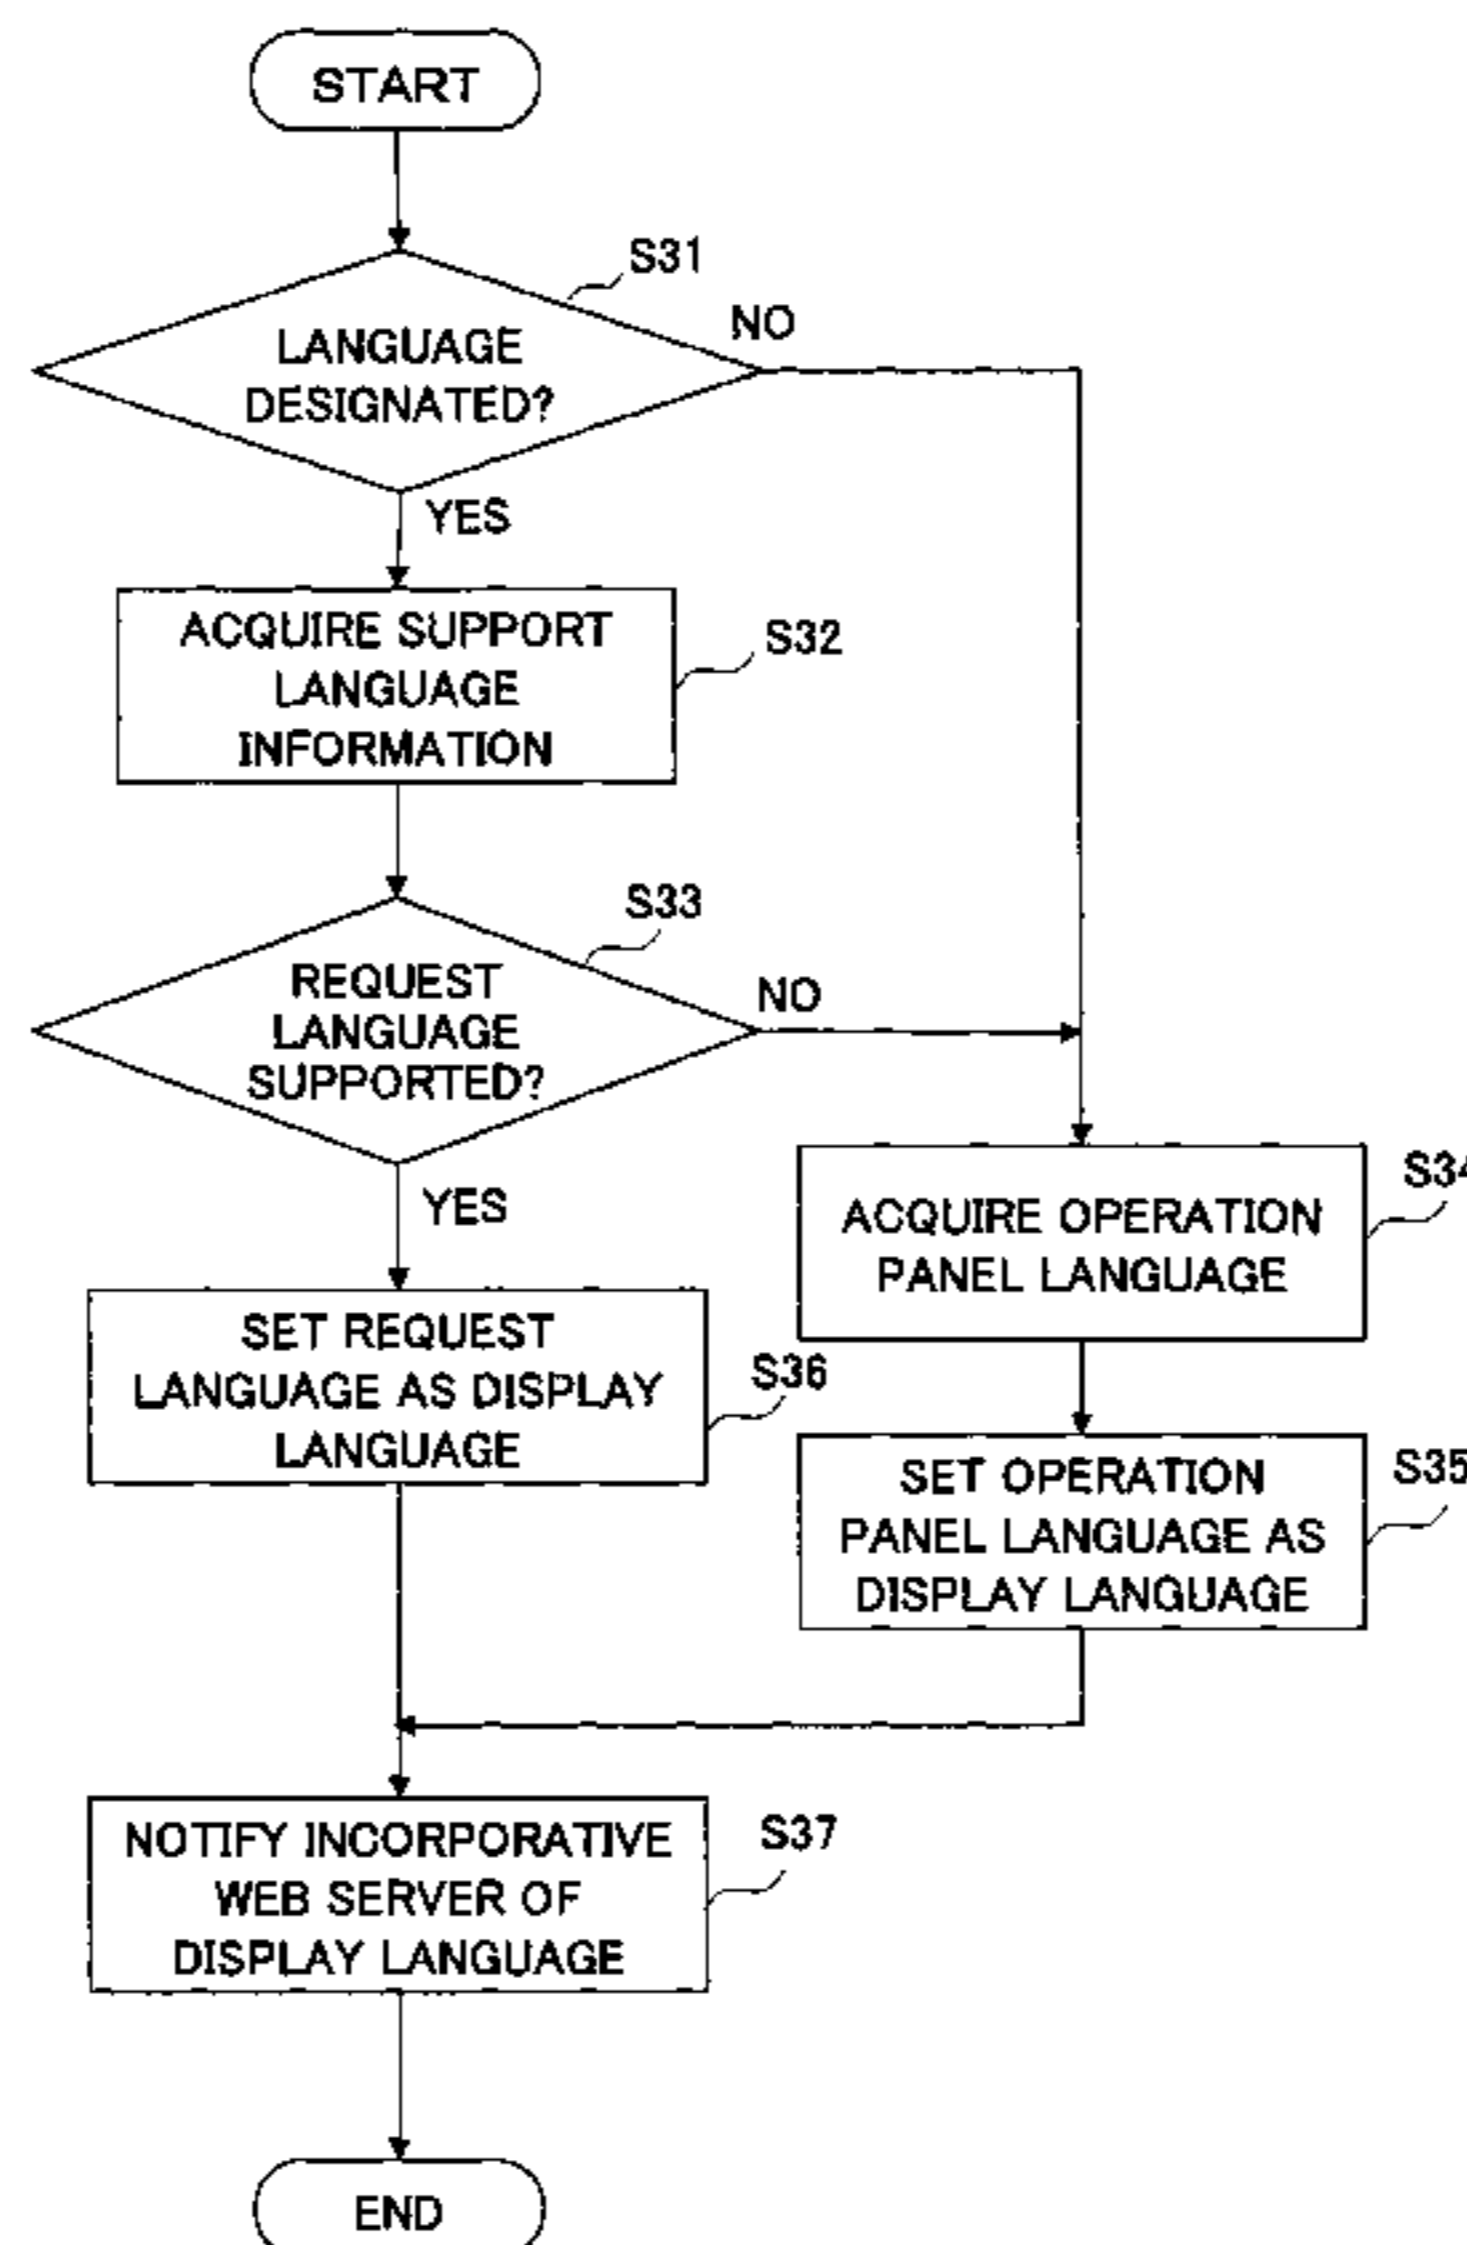 START
S31
LANGUAGE
DESIGNATED?
NO
YES
ACQUIRE SUPPORT
LANGUAGE
INFORMATION
S32
S33
REQUEST
LANGUAGE
SUPPORTED?
NO
YES
ACQUIRE OPERATION
PANEL LANGUAGE
S34
SET REQUEST
LANGUAGE AS DISPLAY
LANGUAGE
S36
SET OPERATION
PANEL LANGUAGE AS
DISPLAY LANGUAGE
S35
NOTIFY INCORPORATIVE
WEB SERVER OF
DISPLAY LANGUAGE
S37
END